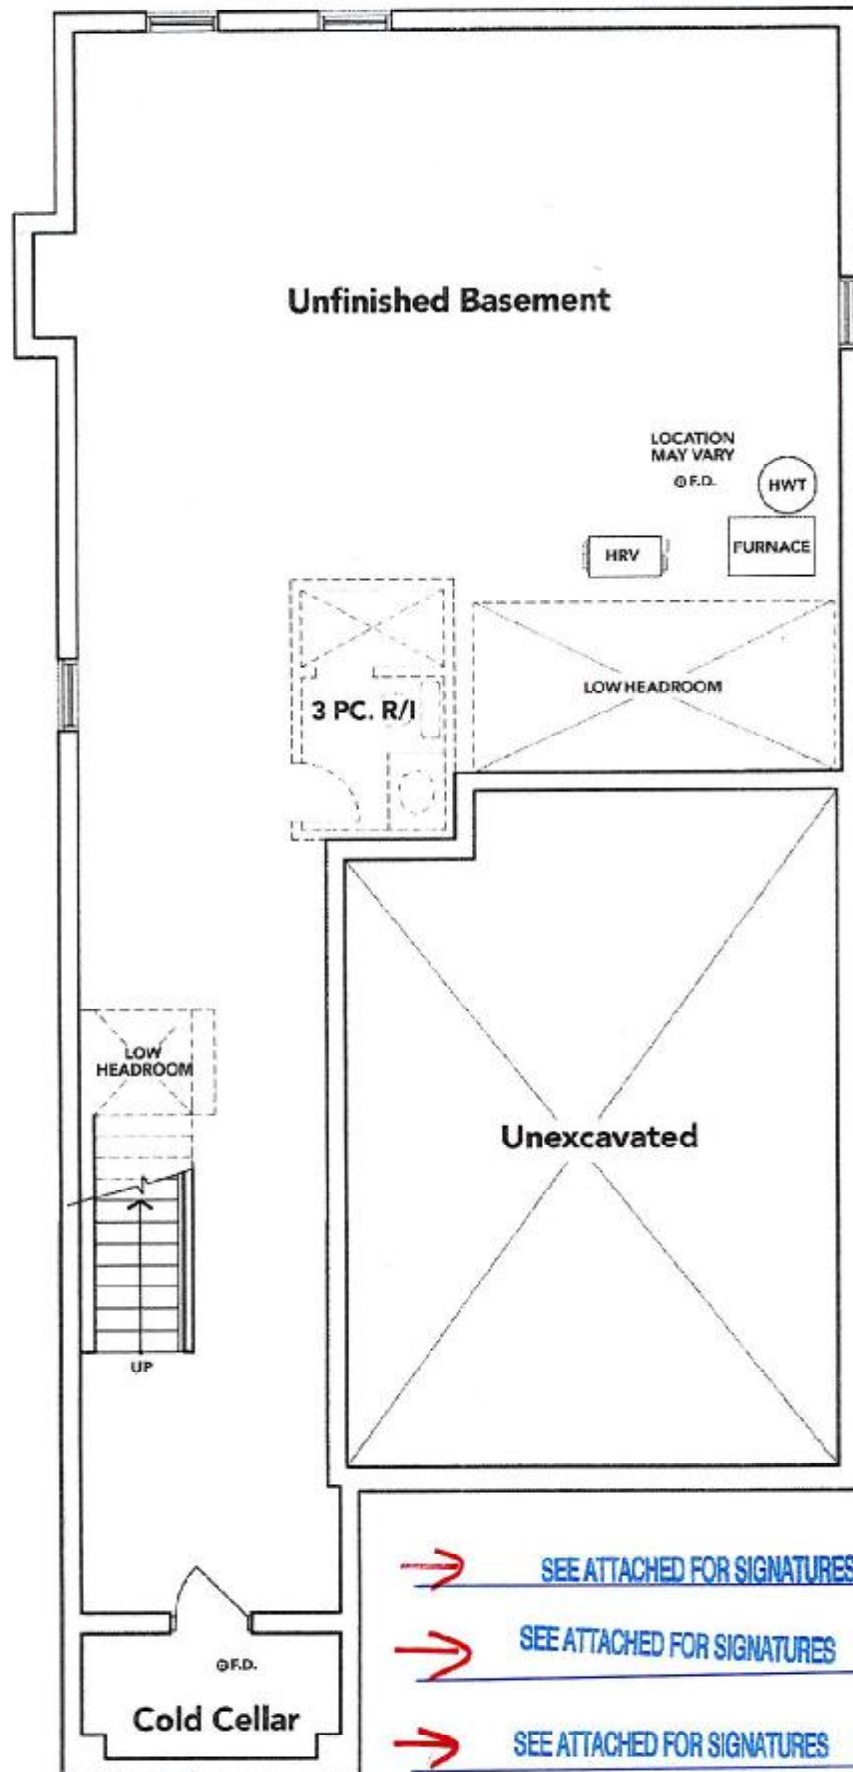 Unfinished Basement
LOCATION
MAY VARY
F.D.
HWT
HRV
FURNACE
LOW HEADROOM
3 PC. R/I
LOW
HEADROOM
Unexcavated
UP
SEE ATTACHED FOR SIGNATURES
SEE ATTACHED FOR SIGNATURES
F.D.
Cold Cellar
SEE ATTACHED FOR SIGNATURES